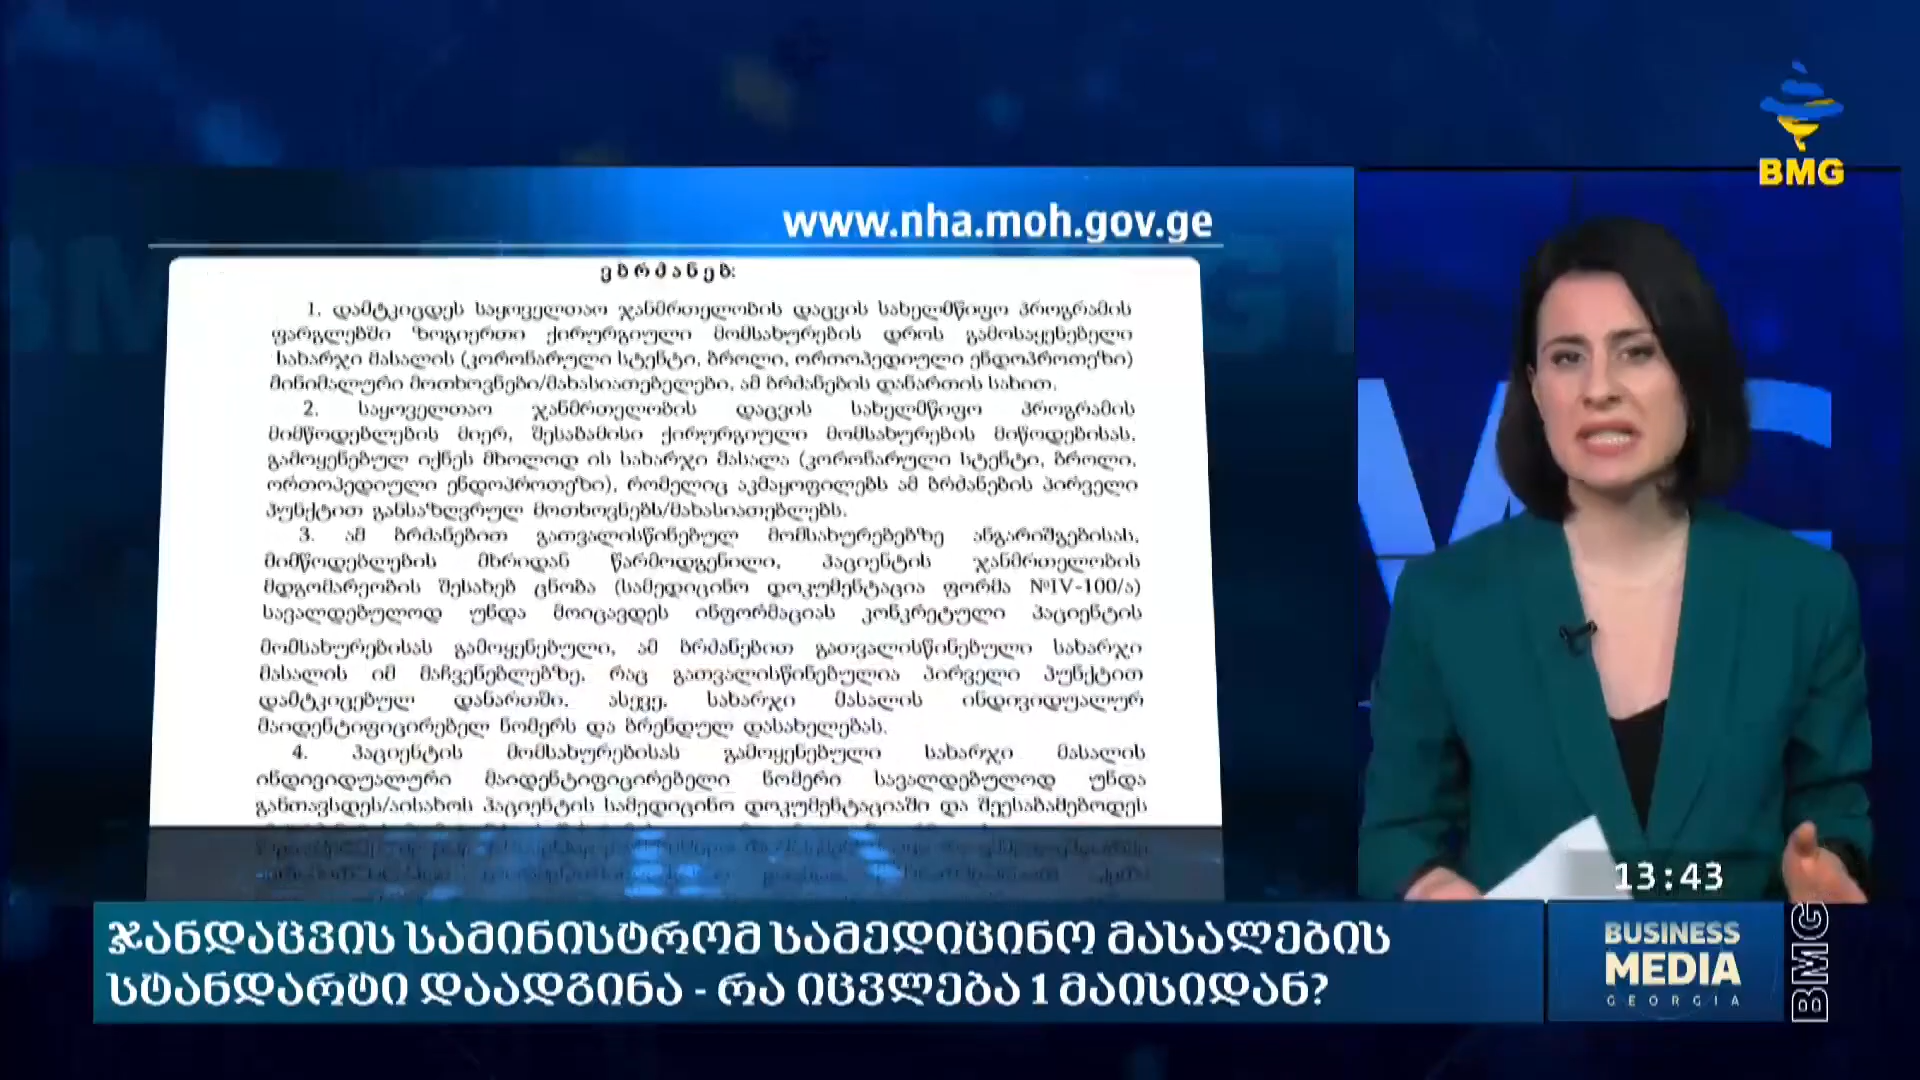 BMG
www.nha.moh.gov.ge
ვბრძანებ:
1. დამტკიცდეს საყოველთაო ჯანმრთელობის დაცვის სახელმწიფო პროგრამის
ფარგლებში ზოგიერთი ქირურგიული მომსახურების დროს გამოსაყენებელი
სახარჯი მასალის (კორონარული სტენტი, ბროლი, ორთოპედიული ენდოპროთეზი)
მინიმალური მოთხოვნები/მახასიათებელები, ამ ბრძანების დანართის სახით.
2. საყოველთაო ჯანმრთელობის დაცვის სახელმწიფო პროგრამის
მიმწოდებლების მიერ, შესაბამისი ქირურგიული მომსახურების მიწოდებისას,
გამოყენებულ იქნეს მხოლოდ ის სახარჯი მასალა (კორონარული სტენტი, ბროლი,
ორთოპედიული ენდოპროთეზი), რომელიც აკმაყოფილებს ამ ბრძანების პირველი
პუნქტით განსაზღვრულ მოთხოვნებს/მახასიათებლებს.
3. ამ ბრძანებით გათვალისწინებულ მომსახურებებზე ანგარიშგებისას,
მიმწოდებლების მხრიდან წარმოდგენილი, პაციენტის ჯანმრთელობის
მდგომარეობის შესახებ ცნობა (სამედიცინო დოკუმენტაცია ფორმა №IV-100/ა)
სავალდებულოდ უნდა მოიცავდეს ინფორმაციას კონკრეტული პაციენტის
მომსახურებისას გამოყენებული, ამ ბრძანებით გათვალისწინებული სახარჯი
მასალის იმ მაჩვენებლებზე, რაც გათვალისწინებულია პირველი პუნქტით
დამტკიცებულ დანართში, ასევე, სახარჯი მასალის ინდივიდუალურ
მაიდენტიფიცირებელ ნომერს და ბრენდულ დასახელებას.
4. პაციენტის მომსახურებისას გამოყენებული სახარჯი მასალის
ინდივიდუალური მაიდენტიფიცირებელი ნომერი სავალდებულოდ უნდა
განთავსდეს/აისახოს პაციენტის სამედიცინო დოკუმენტაციაში და შეესაბამებოდეს
13:43
ჯანდაცვის სამინისტრომ სამედიცინო მასალების
სტანდარტი დაადგინა - რა იცვლება 1 მაისიდან?
BUSINESS
MEDIA
GEORGIA
BMG